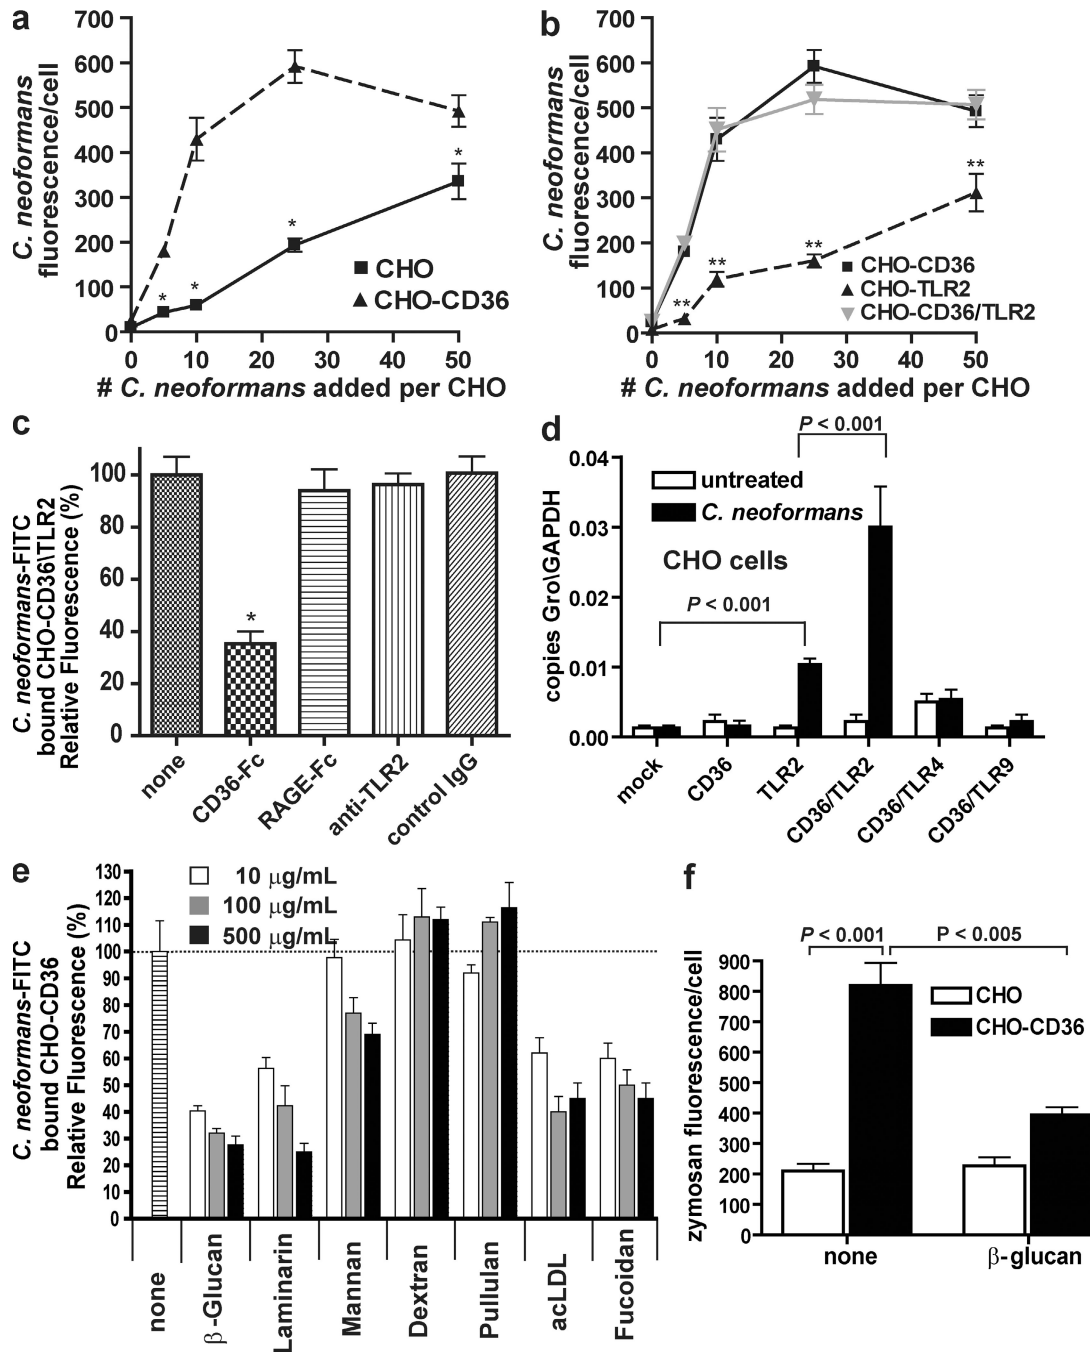 a
C. neoformans
fluorescence/cell
700
600
500
400
300
200
100
0
*
*
*
*
CHO
CHO-CD36
0 10 20 30 40 50
# C. neoformans added per CHO
b
C. neoformans
fluorescence/cell
700
600
500
400
300
200
100
0
**
**
**
**
CHO-CD36
CHO-TLR2
CHO-CD36/TLR2
0 10 20 30 40 50
# C. neoformans added per CHO
c
C. neoformans-FITC
bound CHO-CD36\TLR2
Relative Fluorescence (%)
100
80
60
40
20
0
*
none
CD36-Fc
RAGE-Fc
anti-TLR2
control IgG
d
P < 0.001
copies Gro\GAPDH
0.04
0.03
0.02
0.01
0.00
untreated
C. neoformans
CHO cells
P < 0.001
mock
CD36
TLR2
CD36/TLR2
CD36/TLR4
CD36/TLR9
e
C. neoformans-FITC
bound CHO-CD36
Relative Fluorescence (%)
130
120
110
100
90
80
70
60
50
40
30
20
10
0
10 µg/mL
100 µg/mL
500 µg/mL
none
β-Glucan
Laminarin
Mannan
Dextran
Pullulan
acLDL
Fucoidan
f
P < 0.001
P < 0.005
zymosan fluorescence/cell
900
800
700
600
500
400
300
200
100
0
CHO
CHO-CD36
none
β-glucan